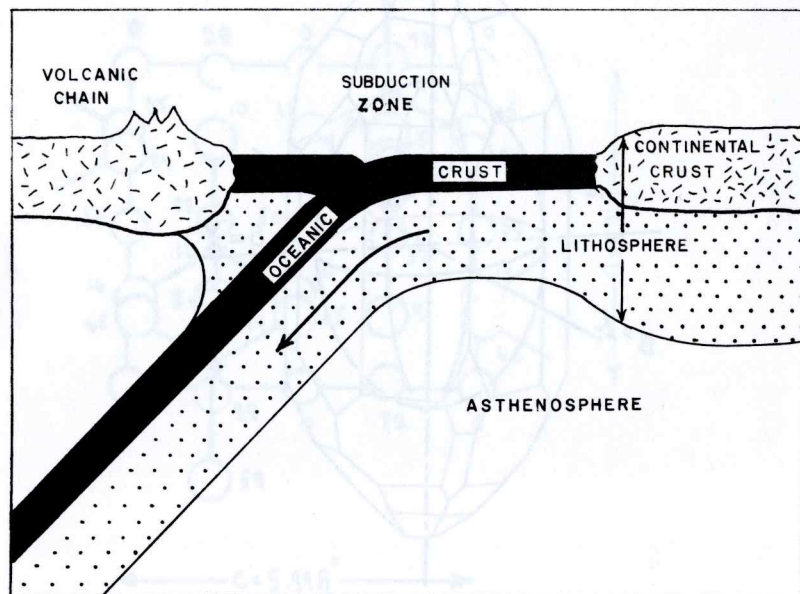 VOLCANIC
CHAIN
SUBDUCTION
ZONE
CONTINENTAL
CRUST
CRUST
OCEANIC
LITHOSPHERE
ASTHENOSPHERE